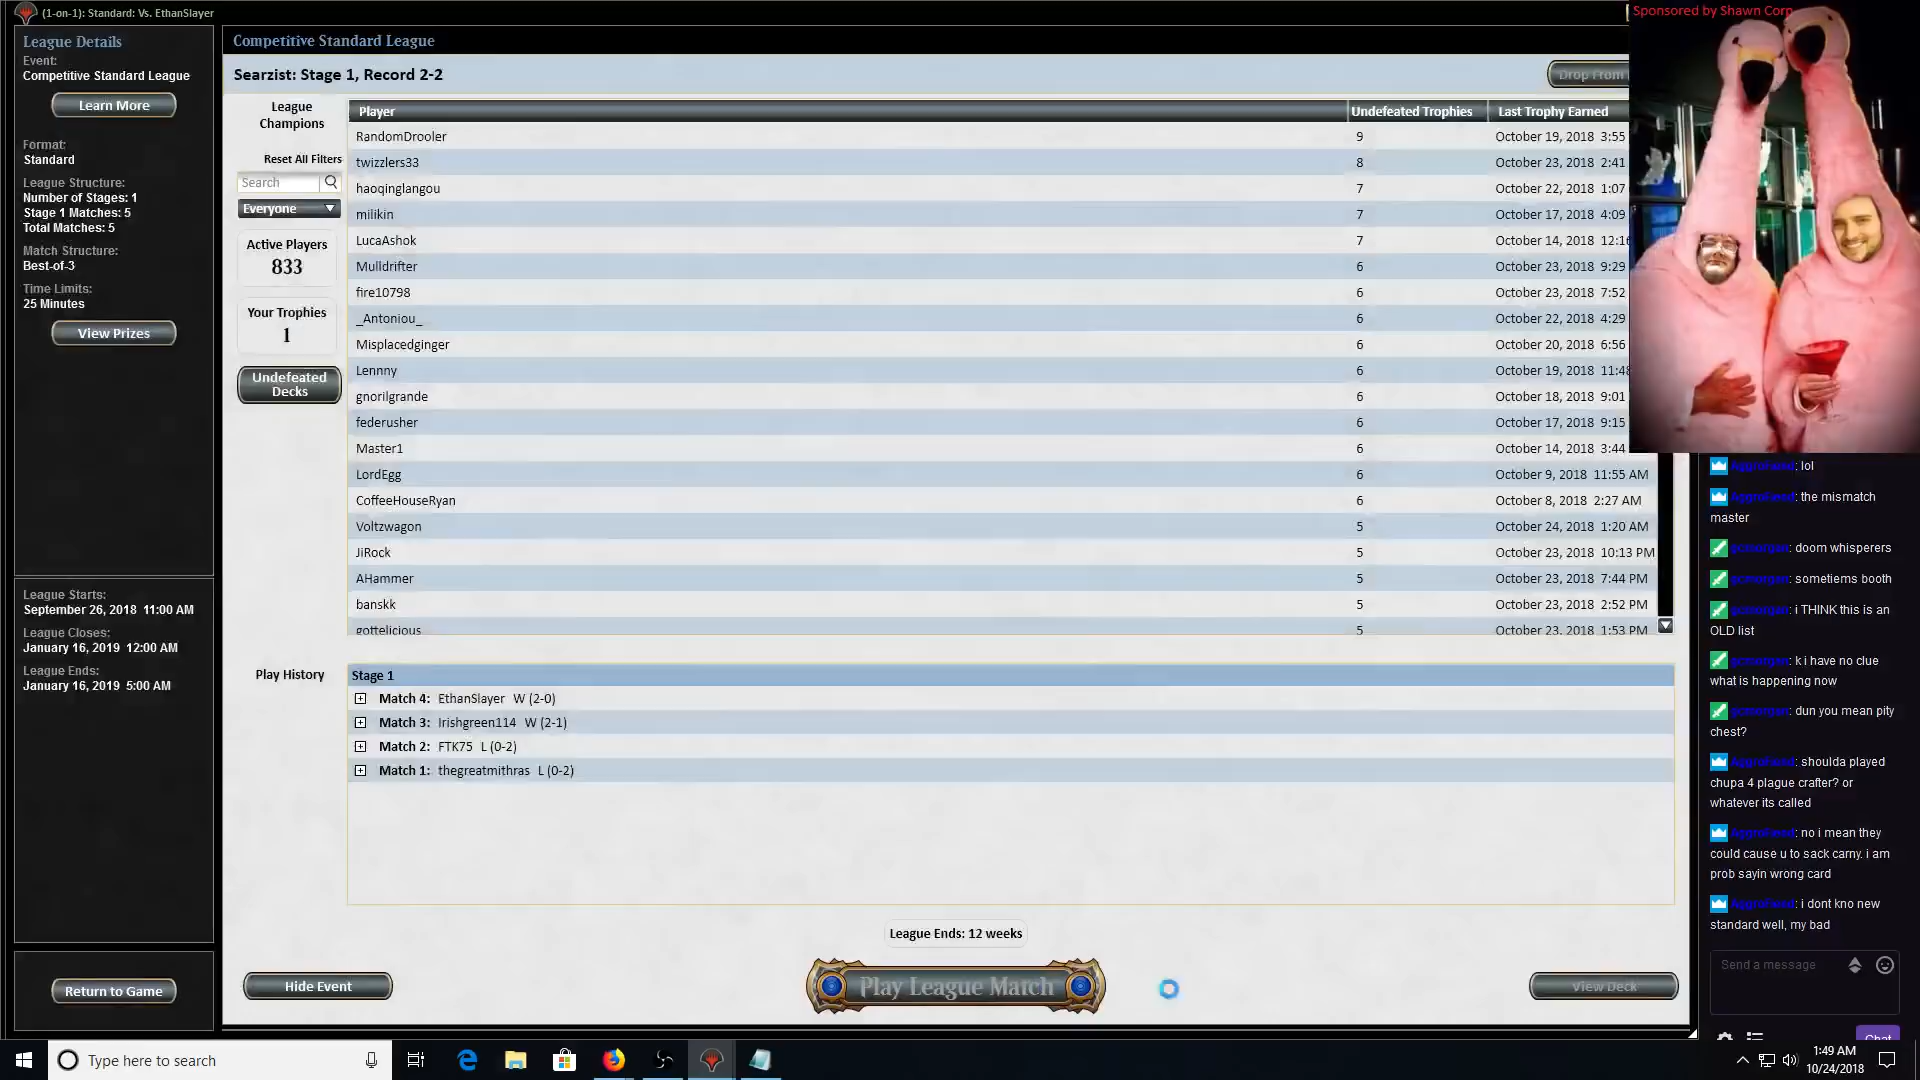 (1-on-1): Standard: Vs. EthanSlayer
League Details
Event:
Competitive Standard League
Learn More
Format:
Standard
League Structure:
Number of Stages: 1
Stage 1 Matches: 5
Total Matches: 5
Match Structure:
Best-of-3
Time Limits:
25 Minutes
View Prizes
League Starts:
September 26, 2018 11:00 AM
League Closes:
January 16, 2019 12:00 AM
League Ends:
January 16, 2019 5:00 AM
Return to Game
Competitive Standard League
Searzist: Stage 1, Record 2-2
Drop From
League
Champions
Reset All Filters
Search
Everyone
Active Players
833
Your Trophies
1
Undefeated
Decks
Player Undefeated Trophies Last Trophy Earned
RandomDrooler 9 October 19, 2018 3:55
twizzlers33 8 October 23, 2018 2:41
haoqinglangou 7 October 22, 2018 1:07
milikin 7 October 17, 2018 4:09
LucaAshok 7 October 14, 2018 12:16
Mulldrifter 6 October 23, 2018 9:29
fire10798 6 October 23, 2018 7:52
_Antoniou_ 6 October 22, 2018 4:29
Misplacedginger 6 October 20, 2018 6:56
Lennny 6 October 19, 2018 11:48
gnorilgrande 6 October 18, 2018 9:01
federusher 6 October 17, 2018 9:15
Master1 6 October 14, 2018 3:44
LordEgg 6 October 9, 2018 11:55 AM
CoffeeHouseRyan 6 October 8, 2018 2:27 AM
Voltzwagon 5 October 24, 2018 1:20 AM
JiRock 5 October 23, 2018 10:13 PM
AHammer 5 October 23, 2018 7:44 PM
banskk 5 October 23, 2018 2:52 PM
gottelicious 5 October 23, 2018 1:53 PM
Play History
Stage 1
Match 4: EthanSlayer W (2-0)
Match 3: Irishgreen114 W (2-1)
Match 2: FTK75 L (0-2)
Match 1: thegreatmithras L (0-2)
League Ends: 12 weeks
Hide Event
Play League Match
View Deck
Sponsored by Shawn Corn
: lol
: the mismatch
master
: doom whisperers
: sometiems booth
: i THINK this is an
OLD list
: k i have no clue
what is happening now
: dun you mean pity
chest?
: shoulda played
chupa 4 plague crafter? or
whatever its called
: no i mean they
could cause u to sack carny. i am
prob sayin wrong card
: i dont kno new
standard well, my bad
Send a message
Chat
Type here to search
1:49 AM
10/24/2018